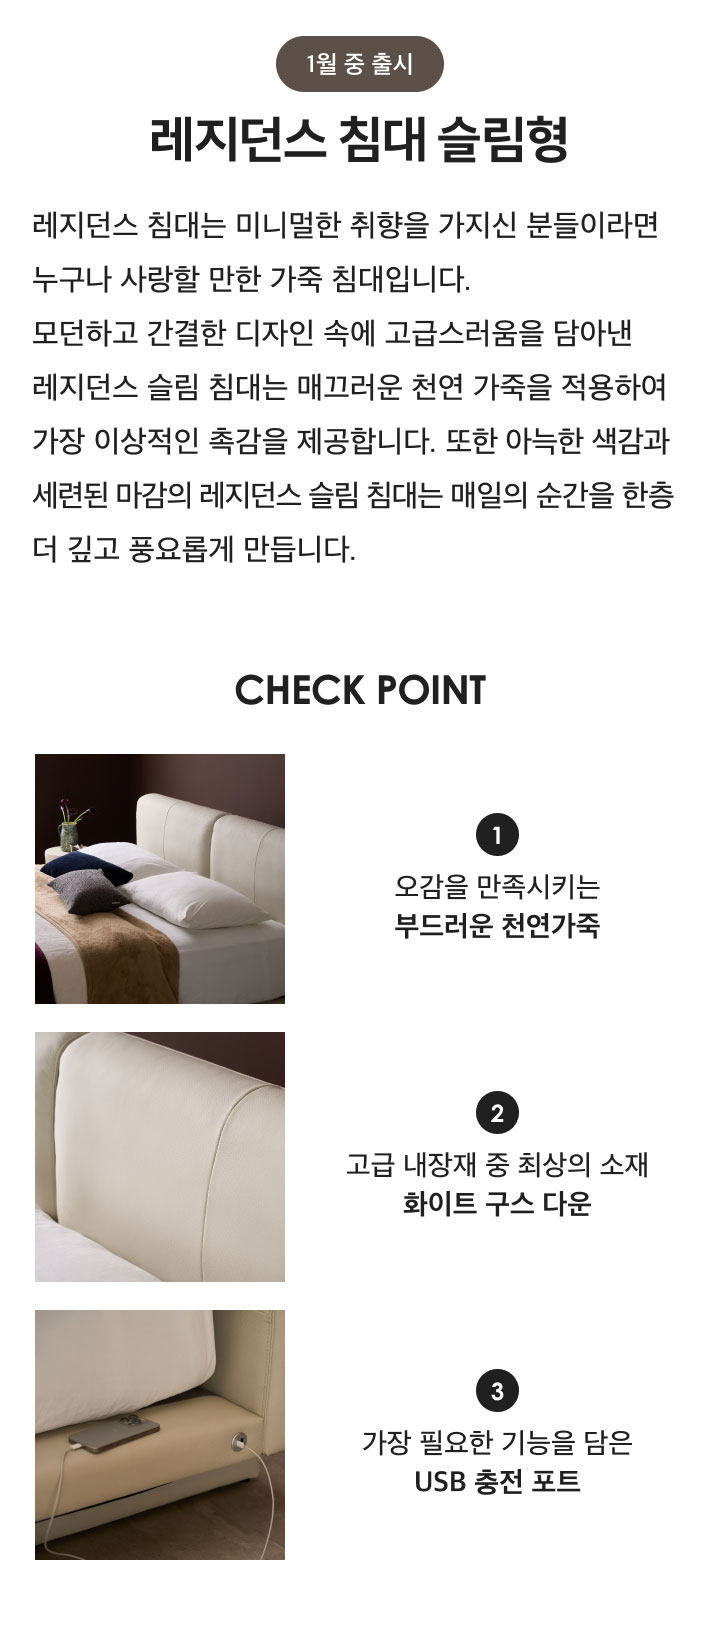 1월 중 출시
레지던스 침대 슬림형
레지던스 침대는 미니멀한 취향을 가지신 분들이라면
누구나 사랑할 만한 가죽 침대입니다.
모던하고 간결한 디자인 속에 고급스러움을 담아낸
레지던스 슬림 침대는 매끄러운 천연 가죽을 적용하여
가장 이상적인 촉감을 제공합니다. 또한 아늑한 색감과
세련된 마감의 레지던스 슬림 침대는 매일의 순간을 한층
더 깊고 풍요롭게 만듭니다.
CHECK POINT
1
오감을 만족시키는
부드러운 천연가죽
2
고급 내장재 중 최상의 소재
화이트 구스 다운
3
가장 필요한 기능을 담은
USB 충전 포트